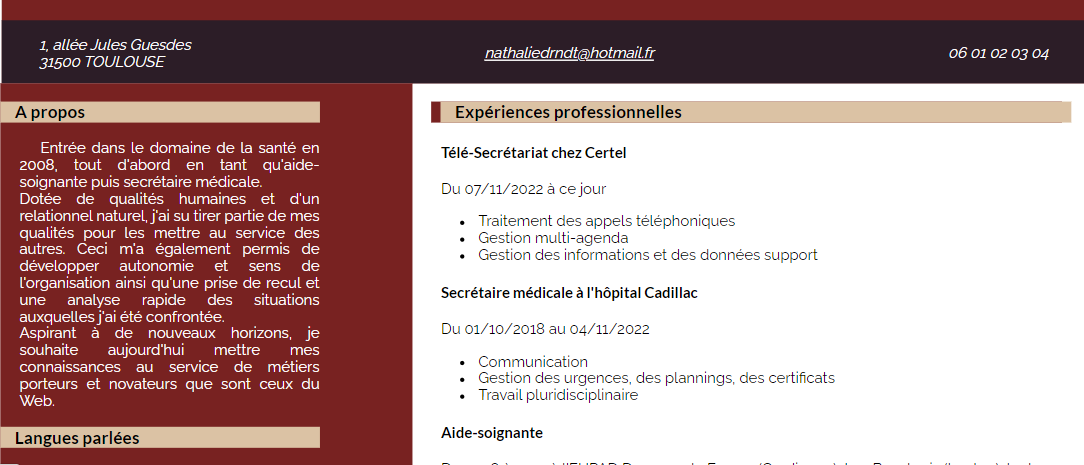 1, allée Jules Guesdes
31500 TOULOUSE
nathaliedrndt@hotmail.fr
06 01 02 03 04
A propos
Entrée dans le domaine de la santé en
2008, tout d'abord en tant qu'aide-
soignante puis secrétaire médicale.
Dotée de qualités humaines et d'un
relationnel naturel, j'ai su tirer partie de mes
qualités pour les mettre au service des
autres. Ceci m'a également permis de
développer autonomie et sens de
l'organisation ainsi qu'une prise de recul et
une analyse rapide des situations
auxquelles j'ai été confrontée.
Aspirant à de nouveaux horizons, je
souhaite aujourd'hui mettre mes
connaissances au service de métiers
porteurs et novateurs que sont ceux du
Web.
Langues parlées
Expériences professionnelles
Télé-Secrétariat chez Certel
Du 07/11/2022 à ce jour
• Traitement des appels téléphoniques
• Gestion multi-agenda
• Gestion des informations et des données support
Secrétaire médicale à l'hôpital Cadillac
Du 01/10/2018 au 04/11/2022
• Communication
• Gestion des urgences, des plannings, des certificats
• Travail pluridisciplinaire
Aide-soignante